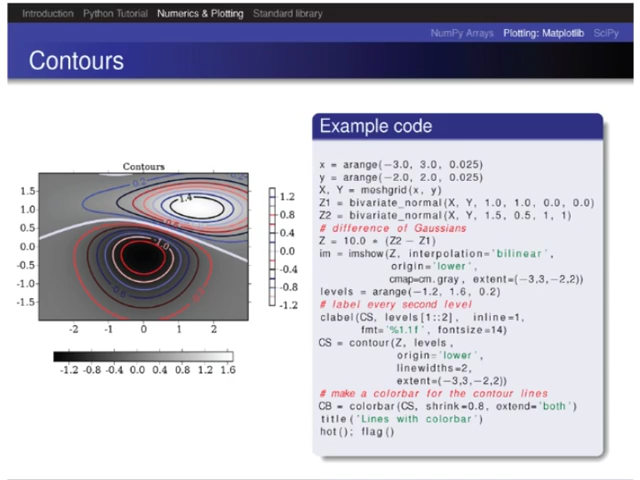 Introduction Python Tutorial Numerics & Plotting Standard library
NumPy Arrays Plotting: Matplotlib SciPy
Contours
Example code
x = arange(−3.0, 3.0, 0.025)
y = arange(−2.0, 2.0, 0.025)
X, Y = meshgrid(x, y)
Z1 = bivariate_normal(X, Y, 1.0, 1.0, 0.0, 0.0)
Z2 = bivariate_normal(X, Y, 1.5, 0.5, 1, 1)
# difference of Gaussians
Z = 10.0 * (Z2 − Z1)
im = imshow(Z, interpolation='bilinear',
origin='lower',
cmap=cm.gray, extent=(−3,3,−2,2))
levels = arange(−1.2, 1.6, 0.2)
# label every second level
clabel(CS, levels[1::2], inline=1,
fmt='%1.1f', fontsize=14)
CS = contour(Z, levels,
origin='lower',
linewidths=2,
extent=(−3,3,−2,2))
# make a colorbar for the contour lines
CB = colorbar(CS, shrink=0.8, extend='both')
title('Lines with colorbar')
hot(); flag()
Contours
1.5
1.0
0.5
0.0
-0.5
-1.0
-1.5
-2 -1 0 1 2
1.4
-1.0
1.2
0.8
0.4
0.0
-0.4
-0.8
-1.2
-1.2 -0.8 -0.4 0.0 0.4 0.8 1.2 1.6